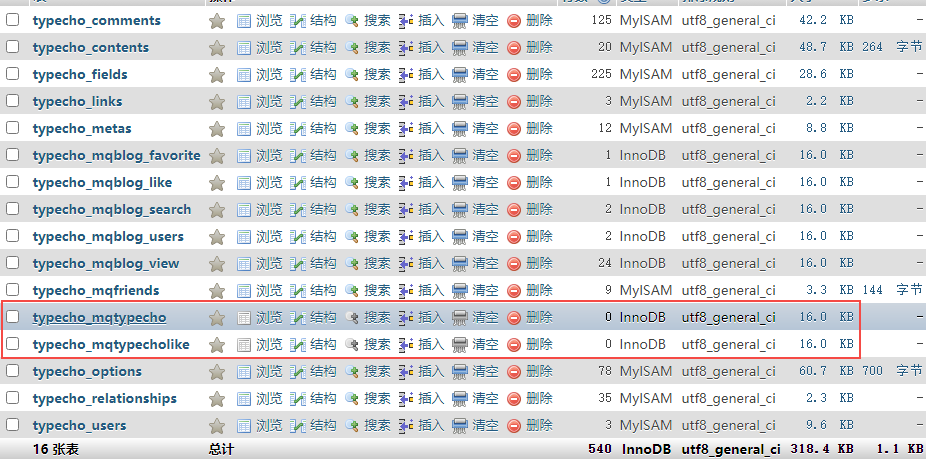 typecho_comments 浏览 结构 搜索 插入 清空 删除 125 MyISAM utf8_general_ci 42.2 KB -
typecho_contents 浏览 结构 搜索 插入 清空 删除 20 MyISAM utf8_general_ci 48.7 KB 264 字节
typecho_fields 浏览 结构 搜索 插入 清空 删除 225 MyISAM utf8_general_ci 28.6 KB -
typecho_links 浏览 结构 搜索 插入 清空 删除 3 MyISAM utf8_general_ci 2.2 KB -
typecho_metas 浏览 结构 搜索 插入 清空 删除 12 MyISAM utf8_general_ci 8.8 KB -
typecho_mqblog_favorite 浏览 结构 搜索 插入 清空 删除 1 InnoDB utf8_general_ci 16.0 KB -
typecho_mqblog_like 浏览 结构 搜索 插入 清空 删除 1 InnoDB utf8_general_ci 16.0 KB -
typecho_mqblog_search 浏览 结构 搜索 插入 清空 删除 2 InnoDB utf8_general_ci 16.0 KB -
typecho_mqblog_users 浏览 结构 搜索 插入 清空 删除 2 InnoDB utf8_general_ci 16.0 KB -
typecho_mqblog_view 浏览 结构 搜索 插入 清空 删除 24 InnoDB utf8_general_ci 16.0 KB -
typecho_mqfriends 浏览 结构 搜索 插入 清空 删除 9 MyISAM utf8_general_ci 3.3 KB 144 字节
typecho_mqtypecho 浏览 结构 搜索 插入 清空 删除 0 InnoDB utf8_general_ci 16.0 KB -
typecho_mqtypecholike 浏览 结构 搜索 插入 清空 删除 0 InnoDB utf8_general_ci 16.0 KB -
typecho_options 浏览 结构 搜索 插入 清空 删除 78 MyISAM utf8_general_ci 60.7 KB 700 字节
typecho_relationships 浏览 结构 搜索 插入 清空 删除 35 MyISAM utf8_general_ci 2.3 KB -
typecho_users 浏览 结构 搜索 插入 清空 删除 3 MyISAM utf8_general_ci 9.6 KB -
16 张表 总计 540 InnoDB utf8_general_ci 318.4 KB 1.1 KB